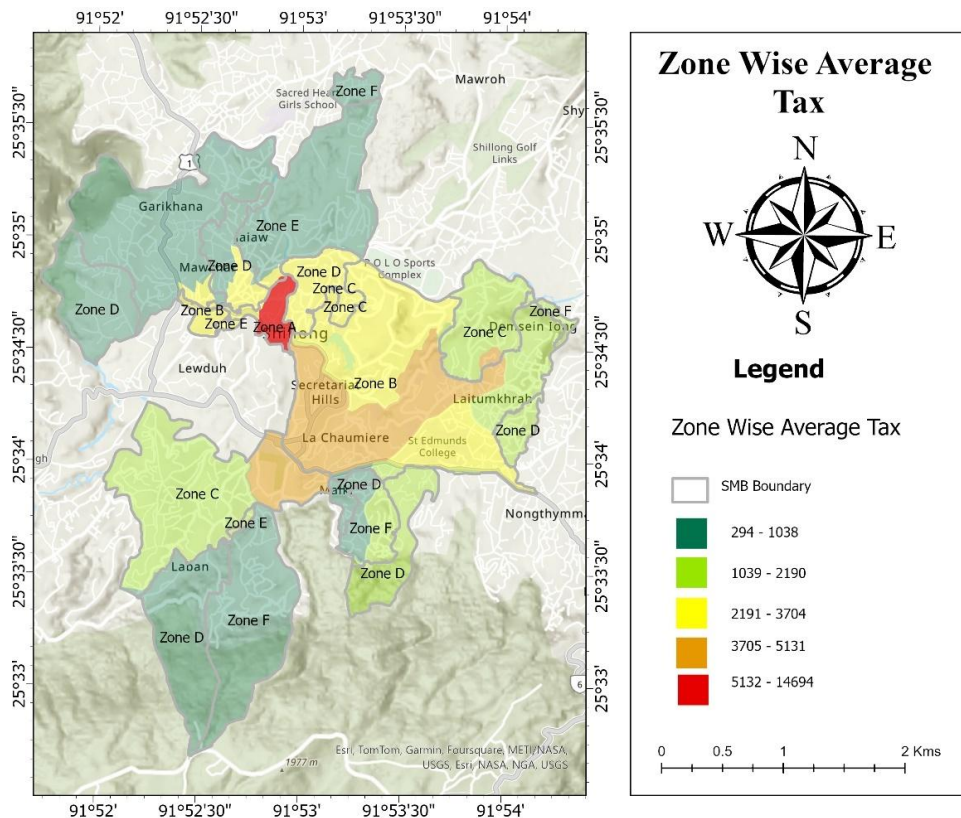 91°52'
91°52'30"
91°53'
91°53'30"
91°54'
25°35'30"
25°35'
25°34'30"
25°34'
25°33'30"
25°33'
25°35'30"
25°35'
25°34'30"
25°34'
25°33'30"
25°33'
Mawroh
Sacred Hear
Girls School
Zone F
Shy
Shillong Golf
Links
1
Garikhana
Zone E
aiaw
P O L O Sports
Complex
Zone D
Zone D
Zone C
Zone D
Zone B
Zone C
Zone F
Zone E
Zone A
Zone C
Lewduh
Secretariat
Hills
Zone B
Laitumkhrah
La Chaumiere
St Edmunds
College
Zone D
gh
Zone D
Zone C
Nongthymma
Zone E
Zone F
Zone D
Zone F
Zone D
6
1977 m
Esri, TomTom, Garmin, Foursquare, METI/NASA,
USGS, Esri, NASA, NGA, USGS
91°52'
91°52'30"
91°53'
91°53'30"
91°54'
Zone Wise Average
Tax
N
W
E
S
Legend
Zone Wise Average Tax
SMB Boundary
294 - 1038
1039 - 2190
2191 - 3704
3705 - 5131
5132 - 14694
0
0.5
1
2 Kms